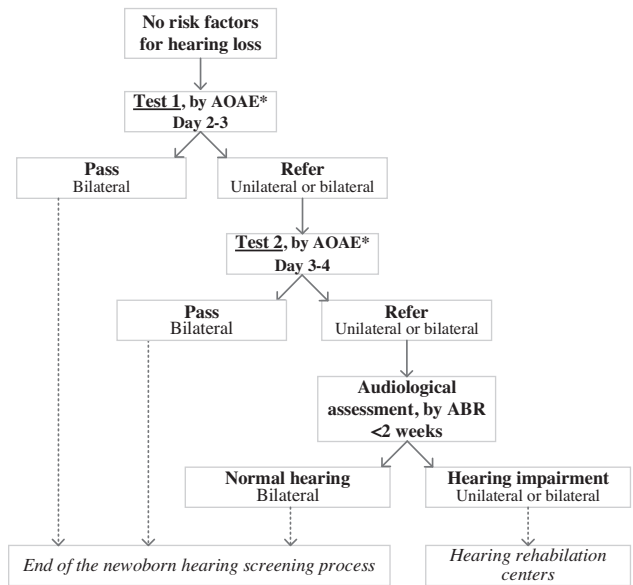 No risk factors
for hearing loss
Test 1, by AOAE*
Day 2-3
Pass
Bilateral
Refer
Unilateral or bilateral
Test 2, by AOAE*
Day 3-4
Pass
Bilateral
Refer
Unilateral or bilateral
Audiological
assessment, by ABR
<2 weeks
Normal hearing
Bilateral
Hearing impairment
Unilateral or bilateral
End of the newoborn hearing screening process
Hearing rehabilation
centers